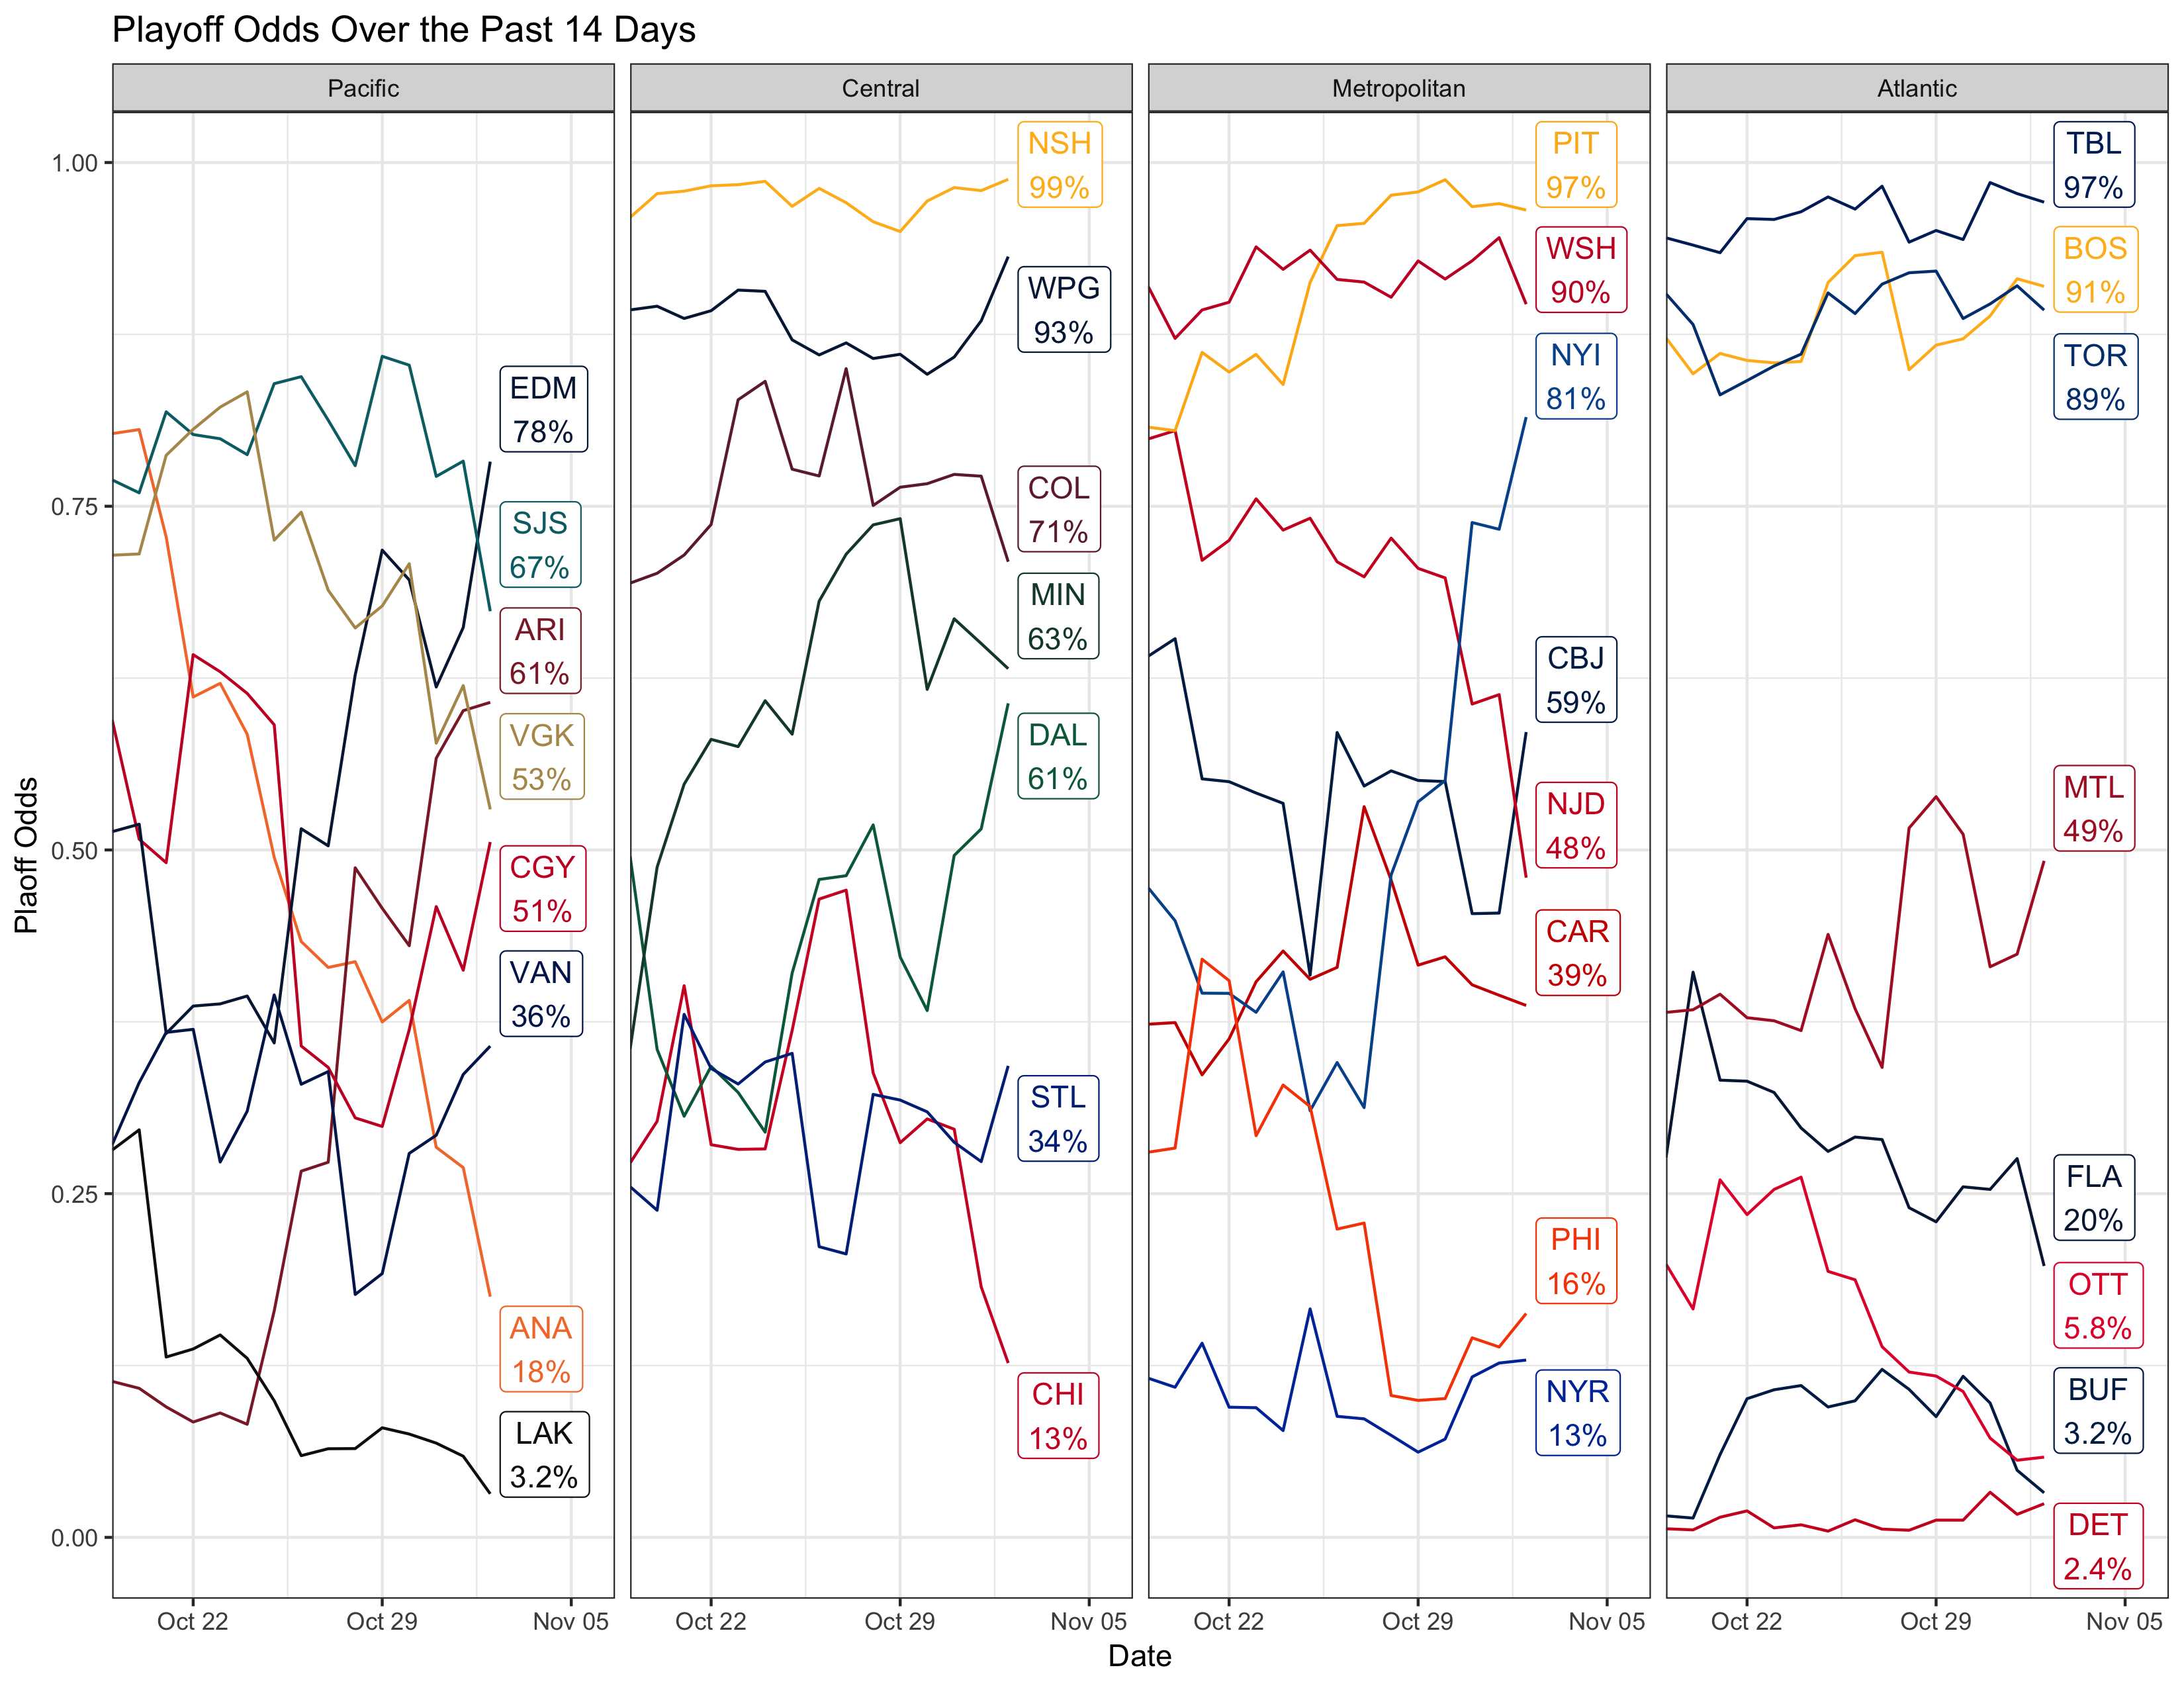 Playoff Odds Over the Past 14 Days
Pacific
Central
Metropolitan
Atlantic
Plaoff Odds
1.00
0.75
0.50
0.25
0.00
EDM
78%
SJS
67%
ARI
61%
VGK
53%
CGY
51%
VAN
36%
ANA
18%
LAK
3.2%
NSH
99%
WPG
93%
COL
71%
MIN
63%
DAL
61%
STL
34%
CHI
13%
PIT
97%
WSH
90%
NYI
81%
CBJ
59%
NJD
48%
CAR
39%
PHI
16%
NYR
13%
TBL
97%
BOS
91%
TOR
89%
MTL
49%
FLA
20%
OTT
5.8%
BUF
3.2%
DET
2.4%
Oct 22
Oct 29
Nov 05
Oct 22
Oct 29
Nov 05
Oct 22
Oct 29
Nov 05
Oct 22
Oct 29
Nov 05
Date